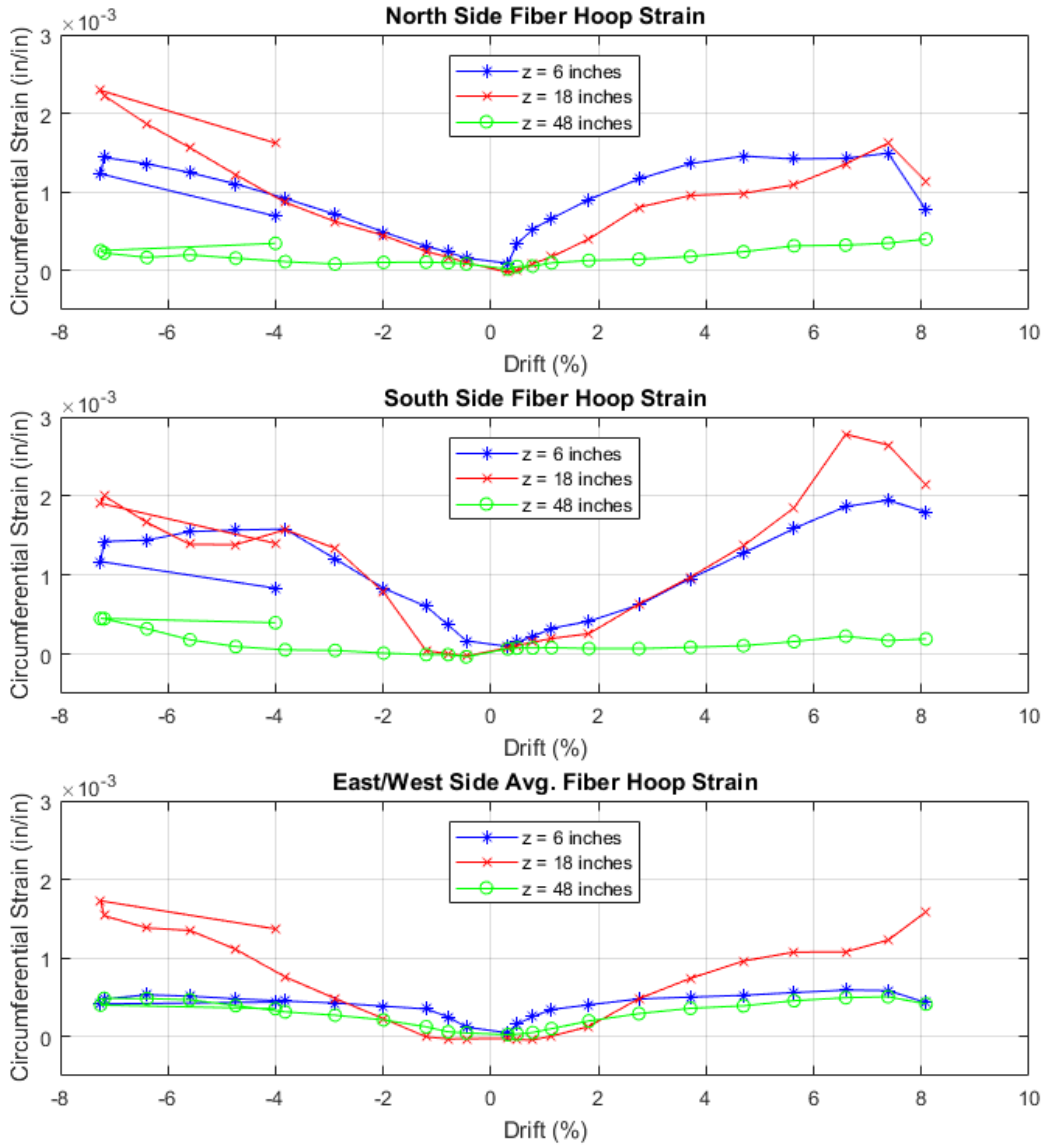 North Side Fiber Hoop Strain
×10⁻³
Circumferential Strain (in/in)
3
2
1
0
z = 6 inches
z = 18 inches
z = 48 inches
-8 -6 -4 -2 0 2 4 6 8 10
Drift (%)
South Side Fiber Hoop Strain
×10⁻³
Circumferential Strain (in/in)
3
2
1
0
z = 6 inches
z = 18 inches
z = 48 inches
-8 -6 -4 -2 0 2 4 6 8 10
Drift (%)
East/West Side Avg. Fiber Hoop Strain
×10⁻³
Circumferential Strain (in/in)
3
2
1
0
z = 6 inches
z = 18 inches
z = 48 inches
-8 -6 -4 -2 0 2 4 6 8 10
Drift (%)